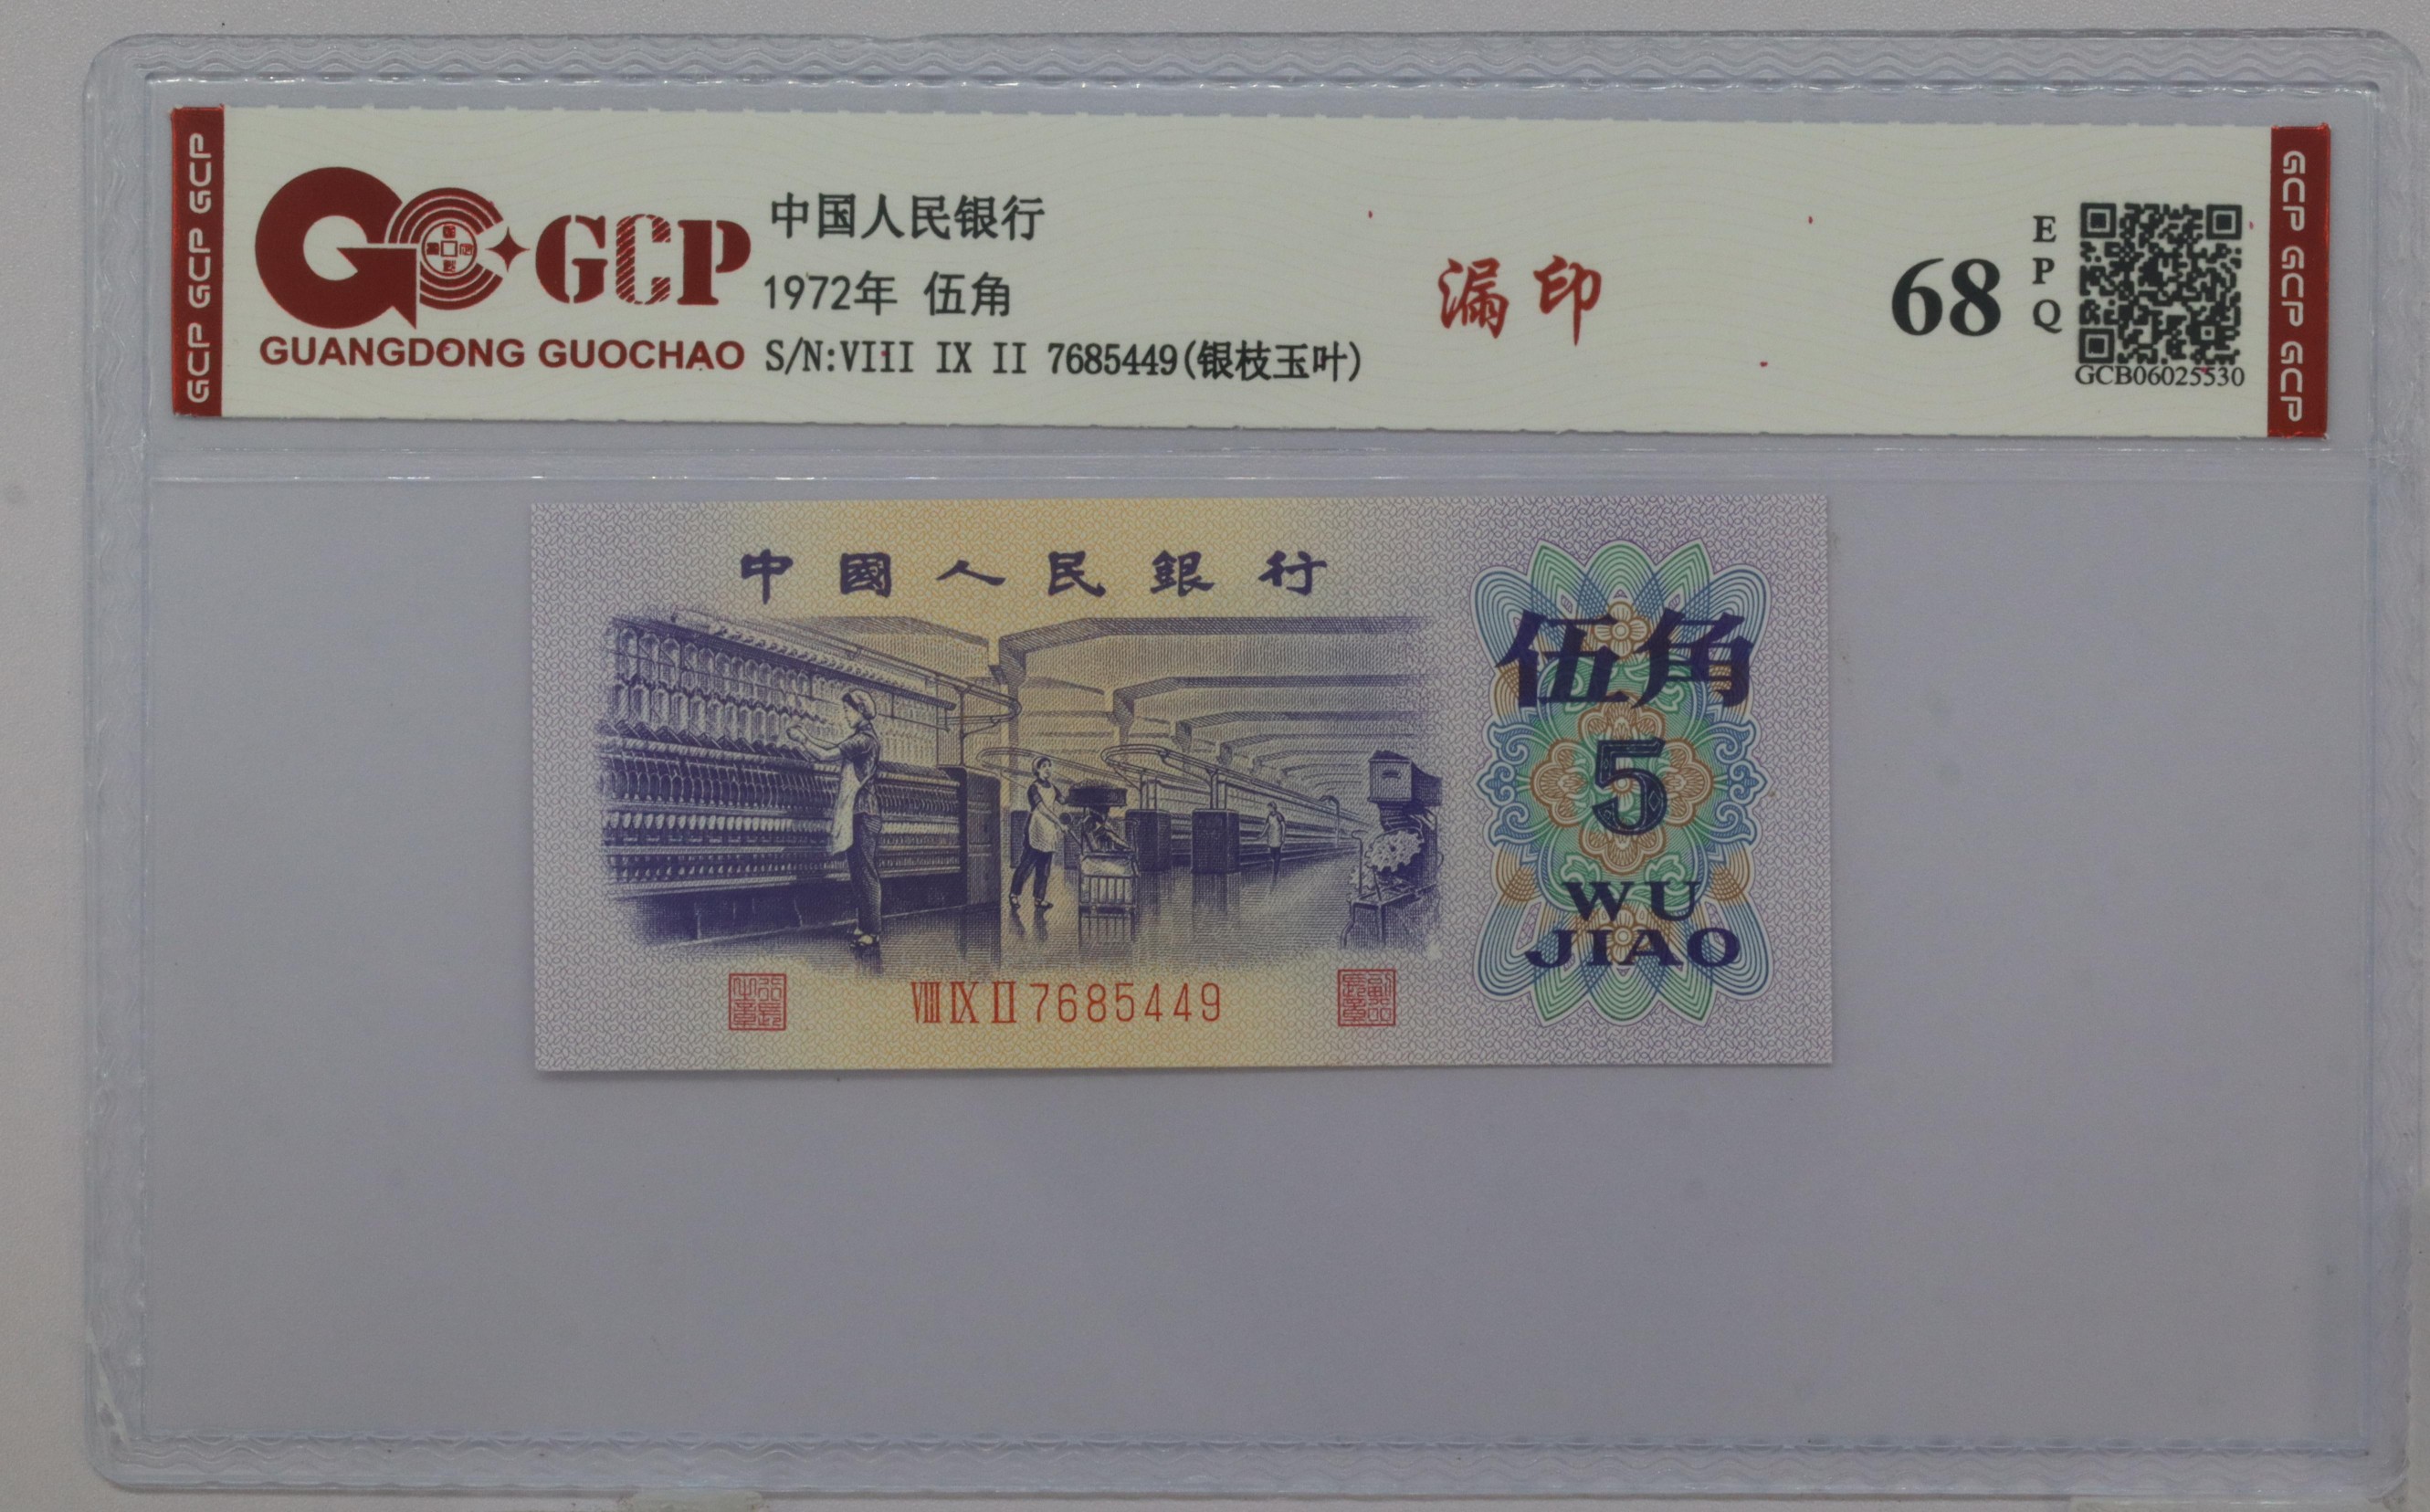 GCP GCP GCP
GCP
GUANGDONG GUOCHAO
中国人民银行
1972年 伍角
S/N:VIII IX II 7685449(银枝玉叶)
漏印
68
EPQ
GCB06025530
GCP GCP GCP
中國人民銀行
伍角
5
WU
JIAO
VIII IX II 7685449